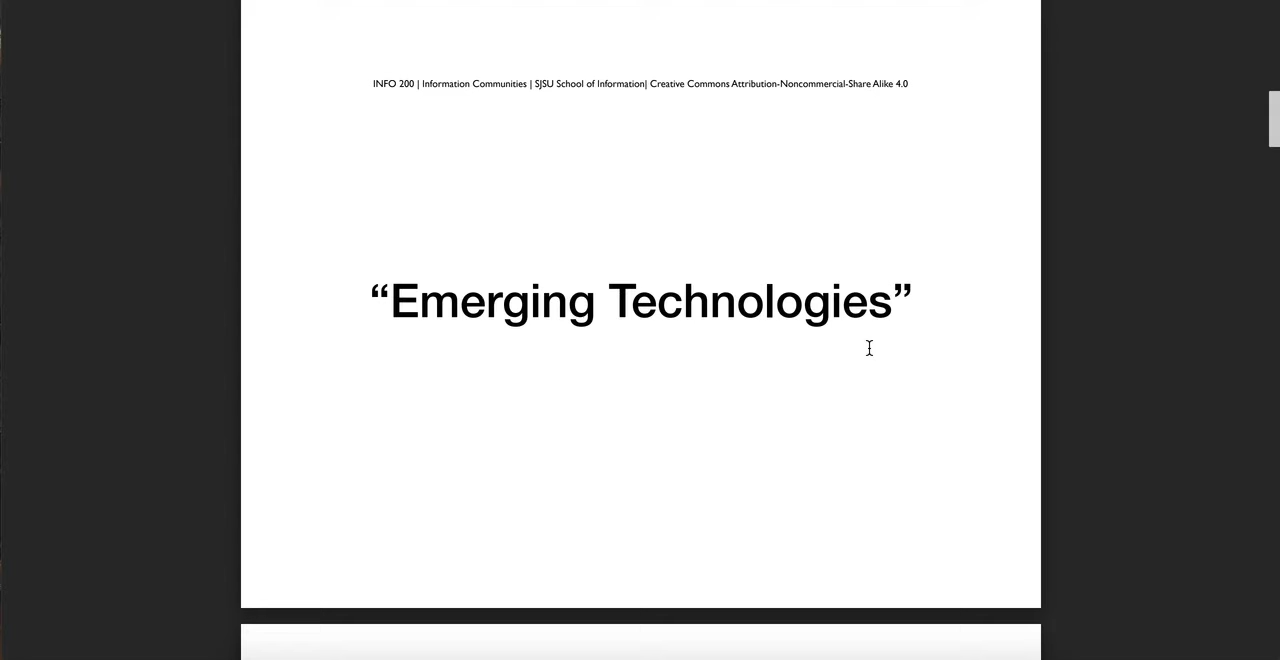 INFO 200 | Information Communities | SJSU School of Information| Creative Commons Attribution-Noncommercial-Share Alike 4.0
“Emerging Technologies”